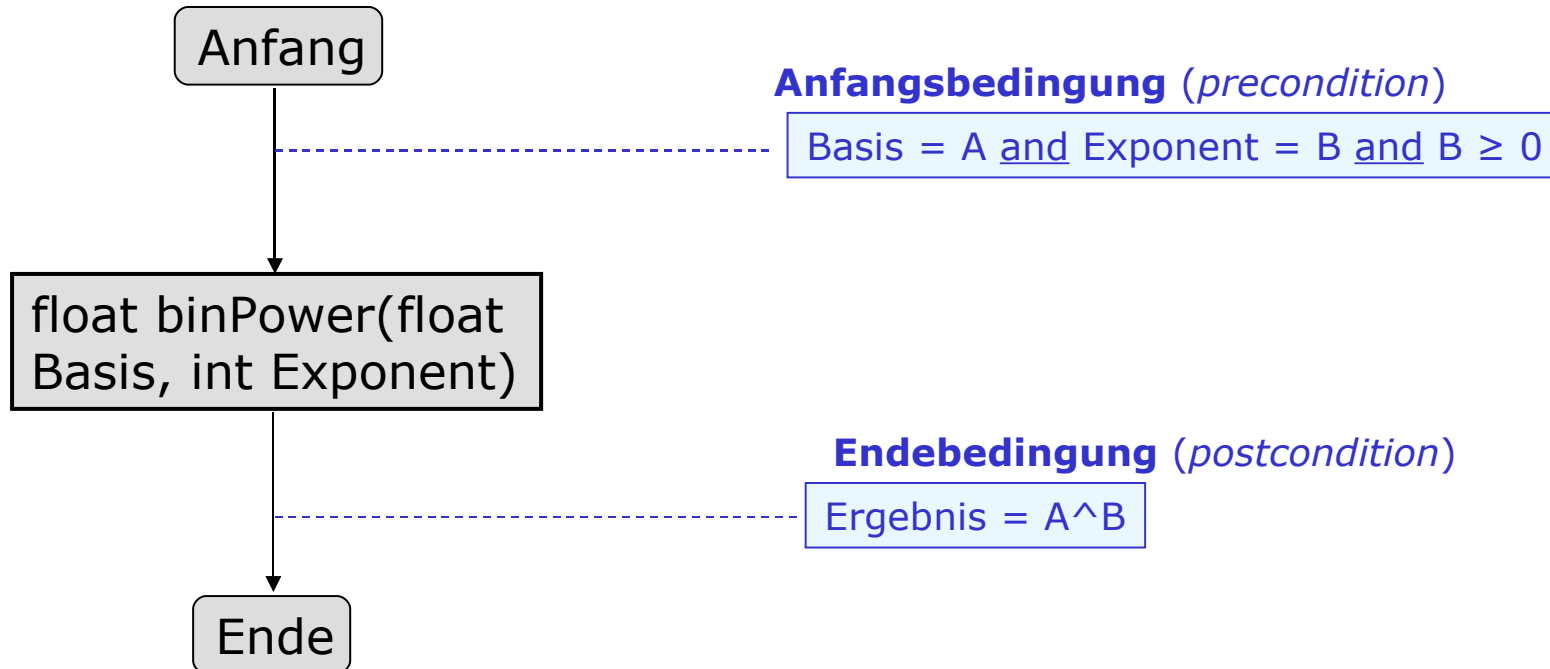 Anfang
Anfangsbedingung (precondition)
Basis = A and Exponent = B and B ≥ 0
float binPower(float
Basis, int Exponent)
Endebedingung (postcondition)
Ergebnis = A^B
Ende